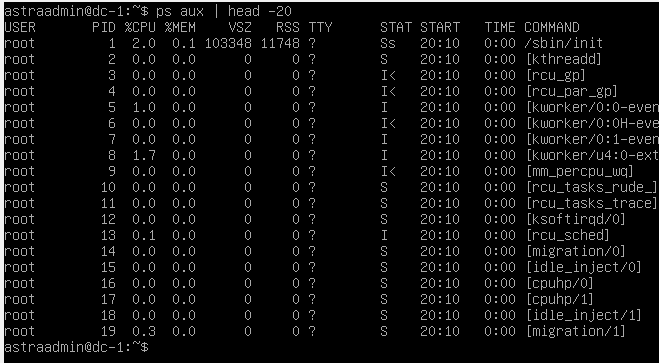 astraadmin@dc-1:~$ ps aux | head -20
USER       PID %CPU %MEM    VSZ   RSS TTY      STAT START   TIME COMMAND
root         1  2.0  0.1 103348 11748 ?        Ss   20:10   0:00 /sbin/init
root         2  0.0  0.0      0     0 ?        S    20:10   0:00 [kthreadd]
root         3  0.0  0.0      0     0 ?        I<   20:10   0:00 [rcu_gp]
root         4  0.0  0.0      0     0 ?        I<   20:10   0:00 [rcu_par_gp]
root         5  1.0  0.0      0     0 ?        I    20:10   0:00 [kworker/0:0-even
root         6  0.0  0.0      0     0 ?        I<   20:10   0:00 [kworker/0:0H-eve
root         7  0.0  0.0      0     0 ?        I    20:10   0:00 [kworker/0:1-even
root         8  1.7  0.0      0     0 ?        I    20:10   0:00 [kworker/u4:0-ext
root         9  0.0  0.0      0     0 ?        I<   20:10   0:00 [mm_percpu_wq]
root        10  0.0  0.0      0     0 ?        S    20:10   0:00 [rcu_tasks_rude_]
root        11  0.0  0.0      0     0 ?        S    20:10   0:00 [rcu_tasks_trace]
root        12  0.0  0.0      0     0 ?        S    20:10   0:00 [ksoftirqd/0]
root        13  0.1  0.0      0     0 ?        I    20:10   0:00 [rcu_sched]
root        14  0.0  0.0      0     0 ?        S    20:10   0:00 [migration/0]
root        15  0.0  0.0      0     0 ?        S    20:10   0:00 [idle_inject/0]
root        16  0.0  0.0      0     0 ?        S    20:10   0:00 [cpuhp/0]
root        17  0.0  0.0      0     0 ?        S    20:10   0:00 [cpuhp/1]
root        18  0.0  0.0      0     0 ?        S    20:10   0:00 [idle_inject/1]
root        19  0.3  0.0      0     0 ?        S    20:10   0:00 [migration/1]
astraadmin@dc-1:~$